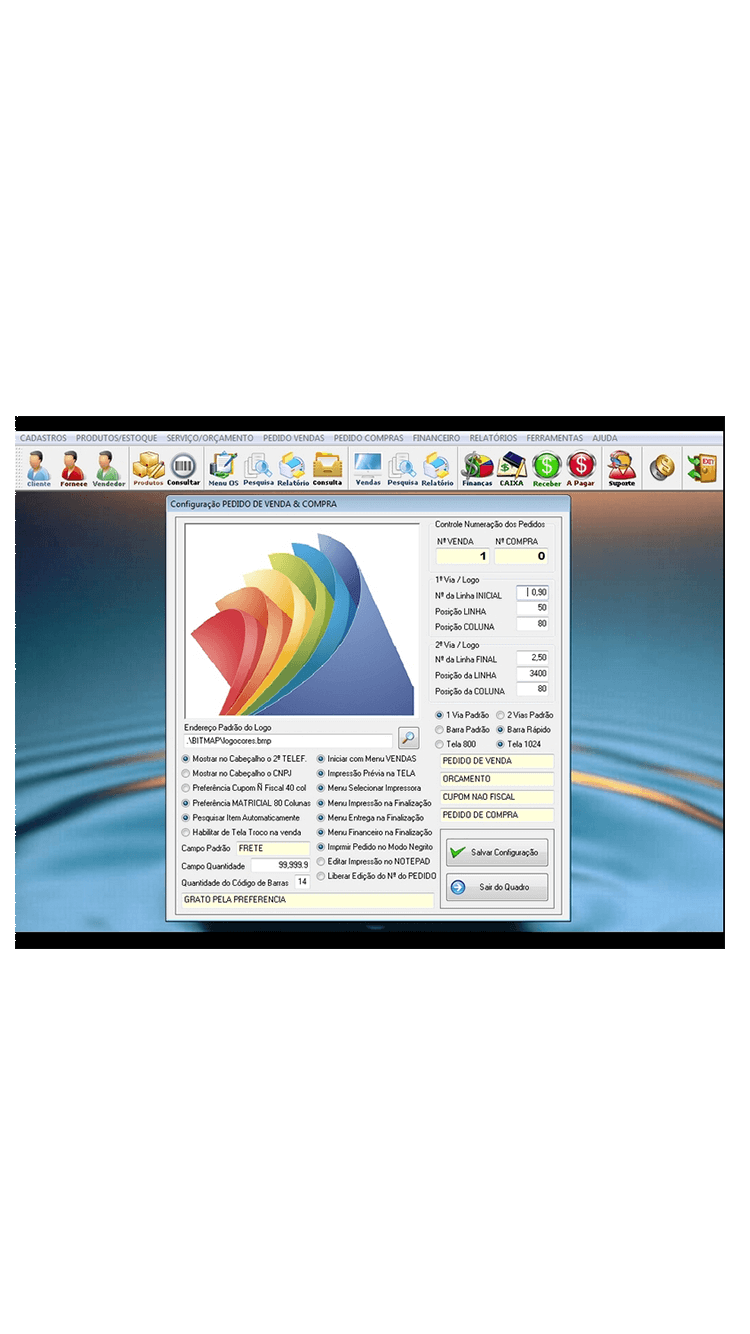 CADASTROS PRODUTOS/ESTOQUE SERVIÇO/ORÇAMENTO PEDIDO VENDAS PEDIDO COMPRAS FINANCEIRO RELATÓRIOS FERRAMENTAS AJUDA
Cliente Fornece Vendedor Produtos Consultar Menu OS Pesquisa Relatório Consulta Vendas Pesquisa Relatório Finanças CAIXA Receber A Pagar Suporte EXIT
Configuração PEDIDO DE VENDA & COMPRA
Controle Numeração dos Pedidos
Nº VENDA Nº COMPRA
1 0
1ª Via / Logo
Nº da Linha INICIAL 0,90
Posição LINHA 50
Posição COLUNA 80
2ª Via / Logo
Nº da Linha FINAL 2,50
Posição da LINHA 3400
Posição da COLUNA 80
1 Via Padrão 2 Vias Padrão
Barra Padrão Barra Rápido
Tela 800 Tela 1024
PEDIDO DE VENDA
ORCAMENTO
CUPOM NAO FISCAL
PEDIDO DE COMPRA
Salvar Configuração
Sair do Quadro
Endereço Padrão do Logo
.\BITMAP\logocores.bmp
Mostrar no Cabeçalho o 2º TELEF.
Mostrar no Cabeçalho o CNPJ
Preferência Cupom Ñ Fiscal 40 col
Preferência MATRICIAL 80 Colunas
Pesquisar Item Automaticamente
Habilitar de Tela Troco na venda
Campo Padrão FRETE
Campo Quantidade 99,999.9
Quantidade do Código de Barras 14
Iniciar com Menu VENDAS
Impressão Prévia na TELA
Menu Selecionar Impressora
Menu Impressão na Finalização
Menu Entrega na Finalização
Menu Financeiro na Finalização
Imprmir Pedido no Modo Negrito
Editar Impressão no NOTEPAD
Liberar Edição do Nº do PEDIDO
GRATO PELA PREFERENCIA